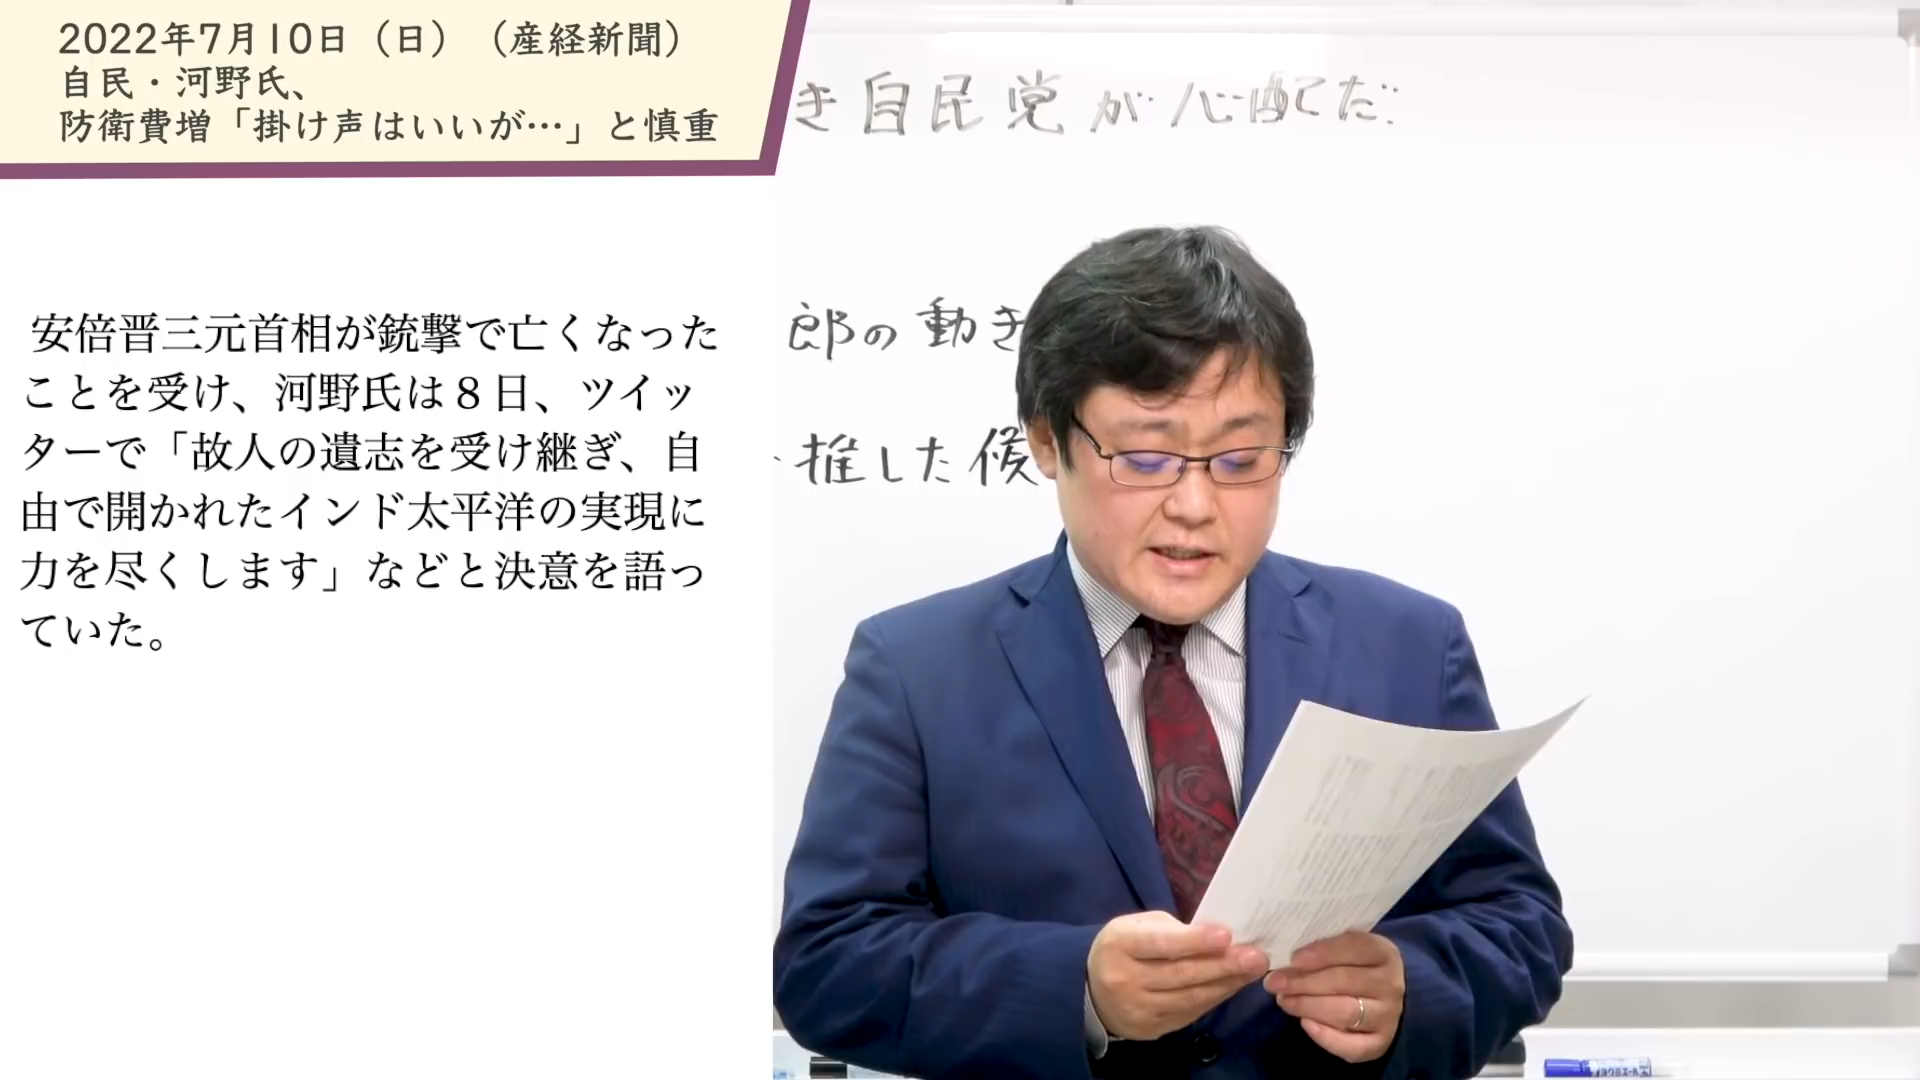 2022年7月10日（日）（産経新聞）
自民・河野氏、
防衛費増「掛け声はいいが…」と慎重
安倍晋三元首相が銃撃で亡くなった
ことを受け、河野氏は８日、ツイッ
ターで「故人の遺志を受け継ぎ、自
由で開かれたインド太平洋の実現に
力を尽くします」などと決意を語っ
ていた。
き自民党が心配だ
郎の動き
推した候